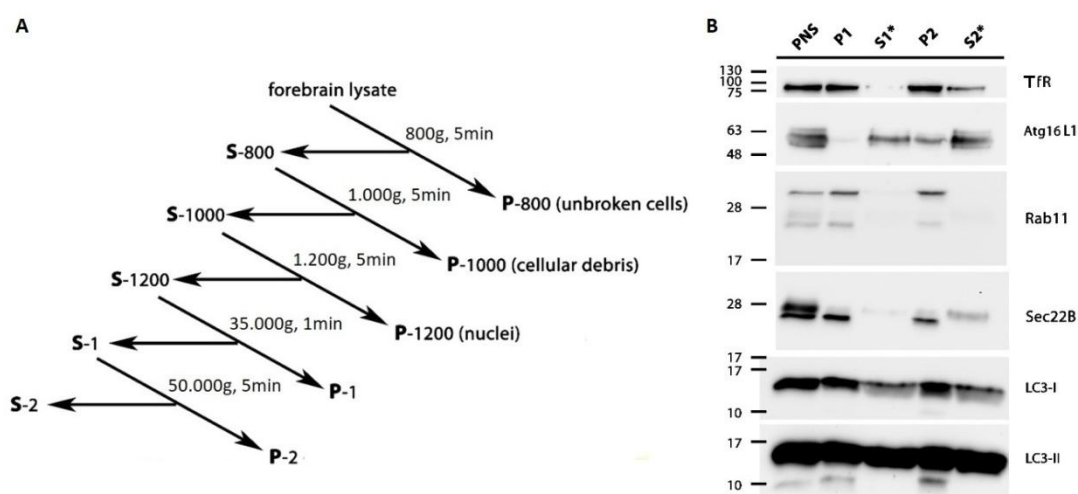 A
forebrain lysate
800g, 5min
S-800
1.000g, 5min
P-800 (unbroken cells)
S-1000
1.200g, 5min
P-1000 (cellular debris)
S-1200
35.000g, 1min
P-1200 (nuclei)
S-1
50.000g, 5min
P-1
S-2
P-2
B
PNS P1 S1* P2 S2*
130
100
75
TfR
63
48
Atg16 L1
28
17
Rab11
28
17
Sec22B
17
10
LC3-I
17
10
LC3-II